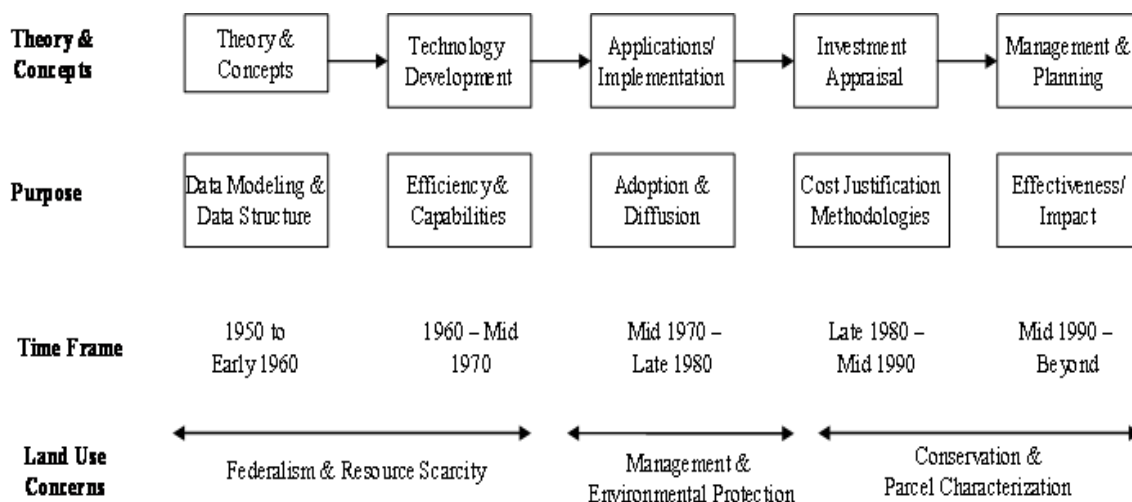 Theory &
Concepts
Theory &
Concepts
Technology
Development
Applications/
Implementation
Investment
Appraisal
Management &
Planning
Purpose
Data Modeling &
Data Structure
Efficiency &
Capabilities
Adoption &
Diffusion
Cost Justification
Methodologies
Effectiveness/
Impact
Time Frame
1950 to
Early 1960
1960 – Mid
1970
Mid 1970 –
Late 1980
Late 1980 –
Mid 1990
Mid 1990 –
Beyond
Land Use
Concerns
Federalism & Resource Scarcity
Management &
Environmental Protection
Conservation &
Parcel Characterization